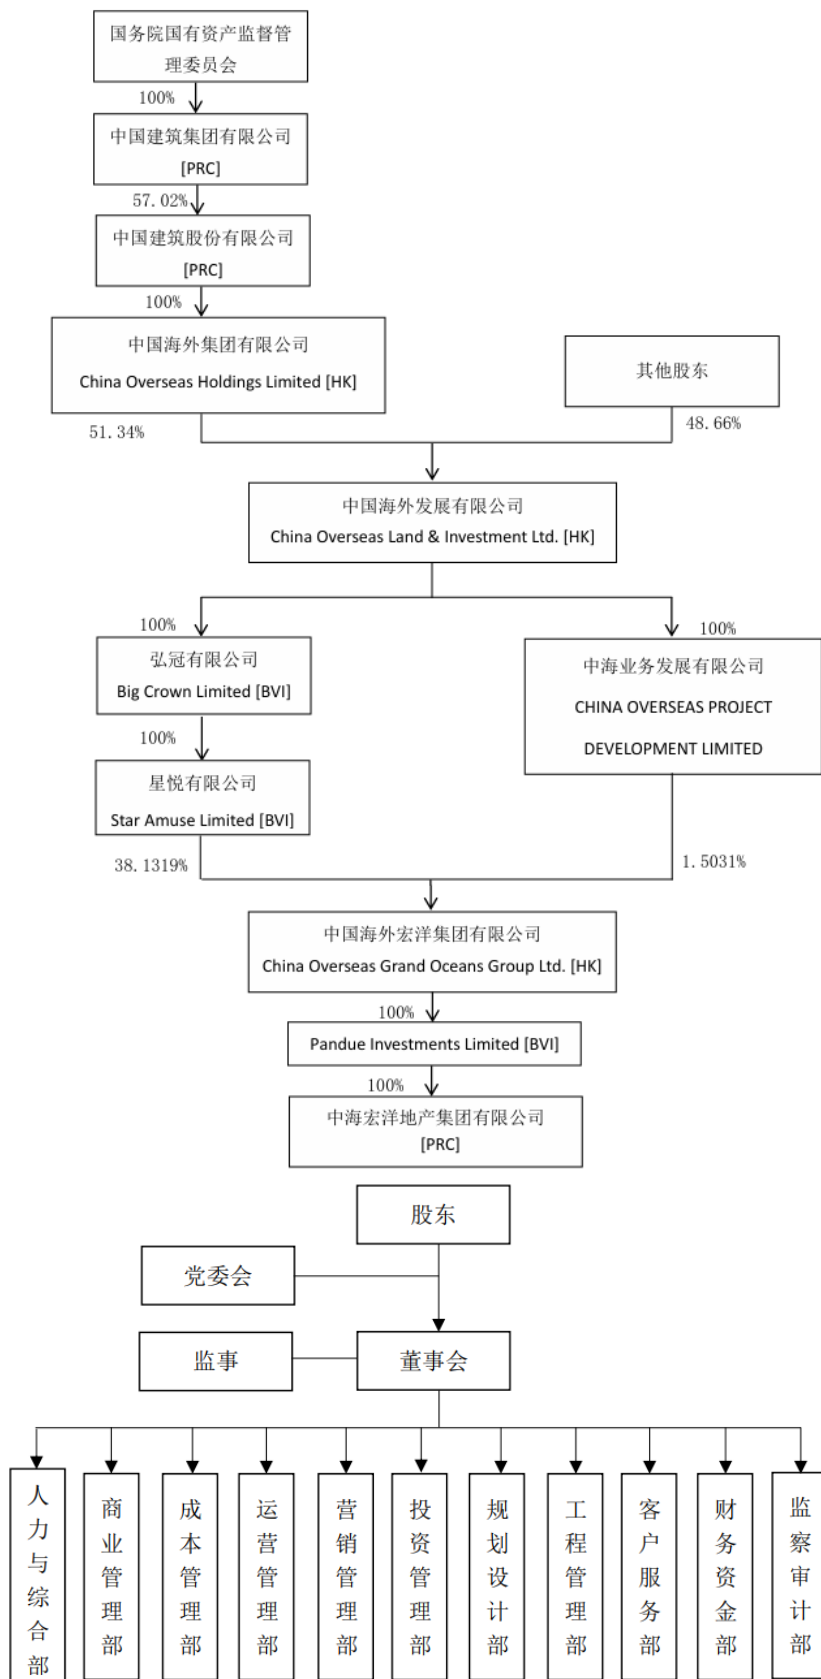 国务院国有资产监督管
理委员会
100%
中国建筑集团有限公司
[PRC]
57.02%
中国建筑股份有限公司
[PRC]
100%
中国海外集团有限公司
China Overseas Holdings Limited [HK]
其他股东
51.34%
48.66%
中国海外发展有限公司
China Overseas Land & Investment Ltd. [HK]
100%
100%
弘冠有限公司
Big Crown Limited [BVI]
中海业务发展有限公司
CHINA OVERSEAS PROJECT
DEVELOPMENT LIMITED
100%
星悦有限公司
Star Amuse Limited [BVI]
38.1319%
1.5031%
中国海外宏洋集团有限公司
China Overseas Grand Oceans Group Ltd. [HK]
100%
Pandue Investments Limited [BVI]
100%
中海宏洋地产集团有限公司
[PRC]
股东
党委会
监事
董事会
人力与综合部
商业管理部
成本管理部
运营管理部
营销管理部
投资管理部
规划设计部
工程管理部
客户服务部
财务资金部
监察审计部